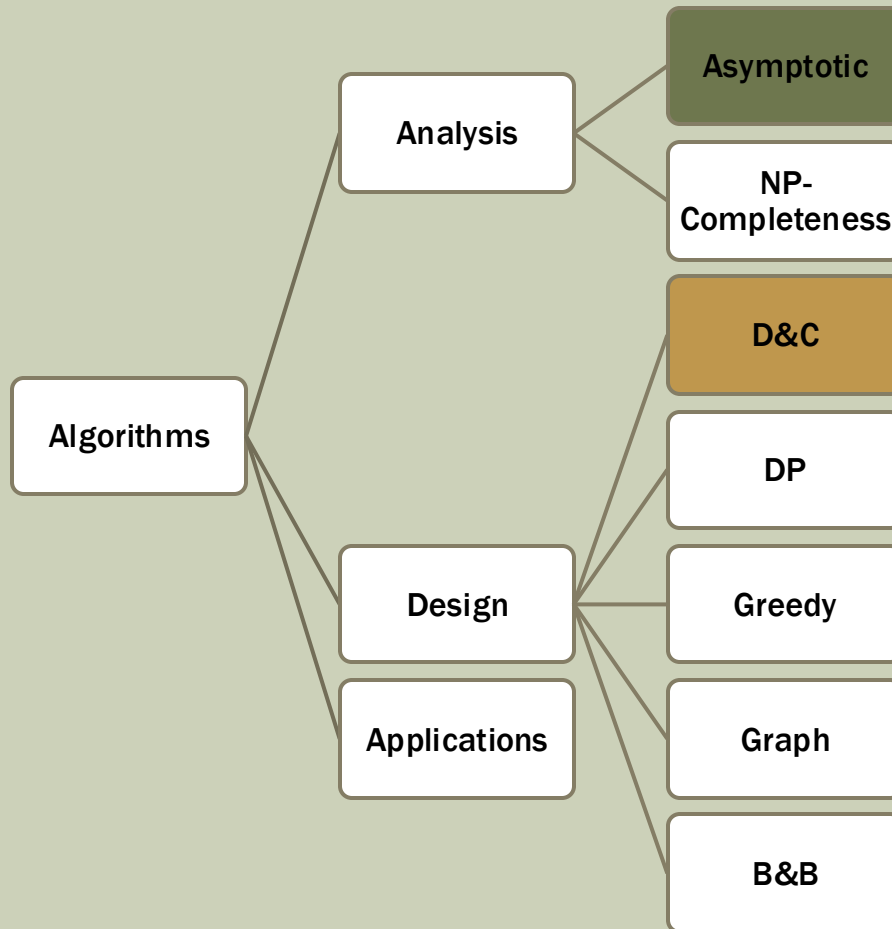 Asymptotic
Analysis
NP-
Completeness
D&C
Algorithms
DP
Design
Greedy
Applications
Graph
B&B